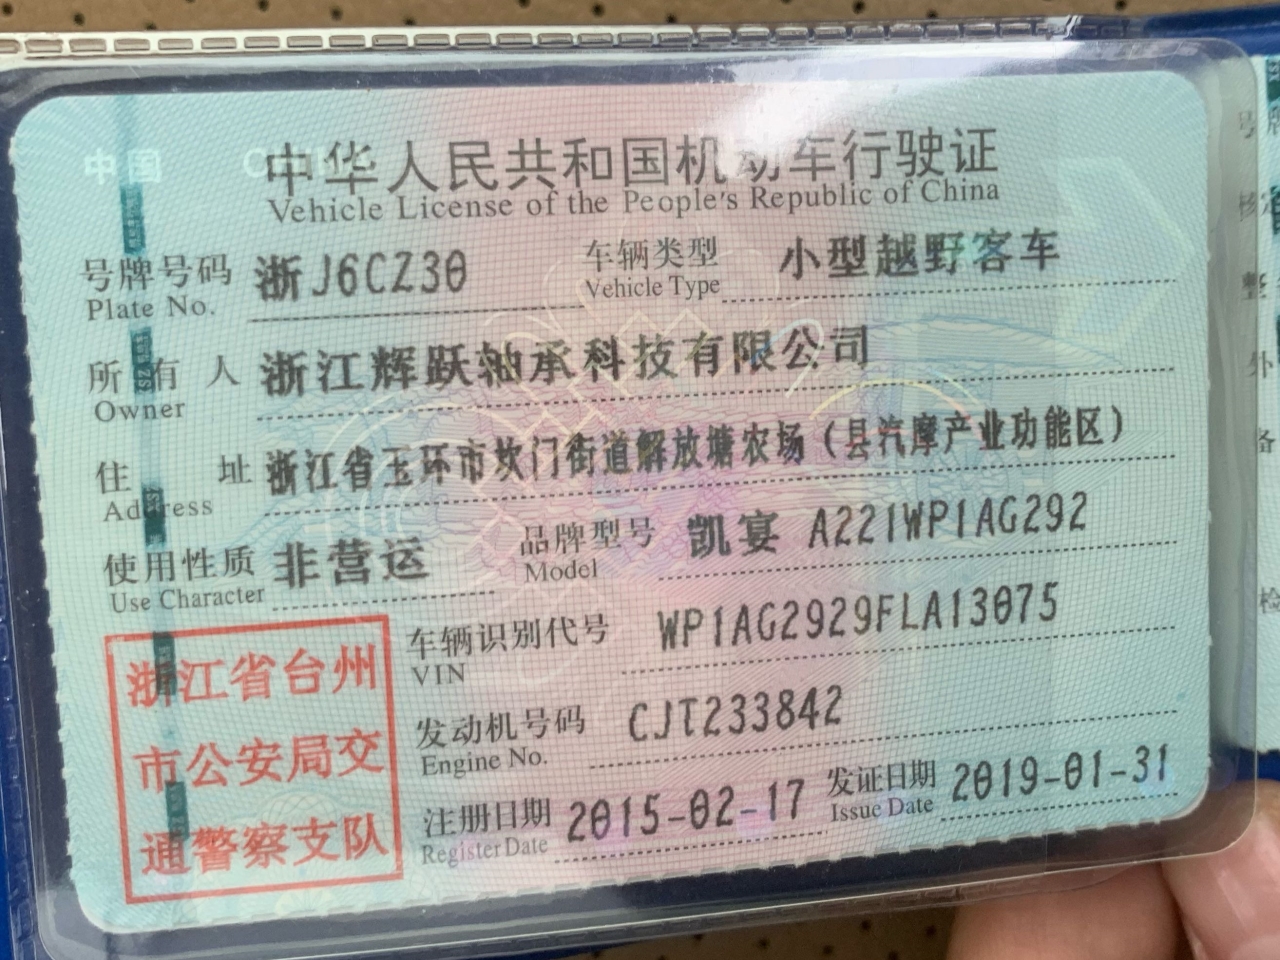 中国
中华人民共和国机动车行驶证
Vehicle License of the People's Republic of China
号牌号码 浙J6CZ30 车辆类型 小型越野客车
Plate No. Vehicle Type
所有人 浙江辉跃轴承科技有限公司
Owner
住址 浙江省玉环市坎门街道解放塘农场（县汽摩产业功能区）
Address
使用性质 非营运 品牌型号 凯宴 A221WP1AG292
Use Character Model
车辆识别代号 WP1AG2929FLA13075
VIN
发动机号码 CJT233842
Engine No.
注册日期 2015-02-17 发证日期 2019-01-31
Register Date Issue Date
浙江省台州
市公安局交
通警察支队